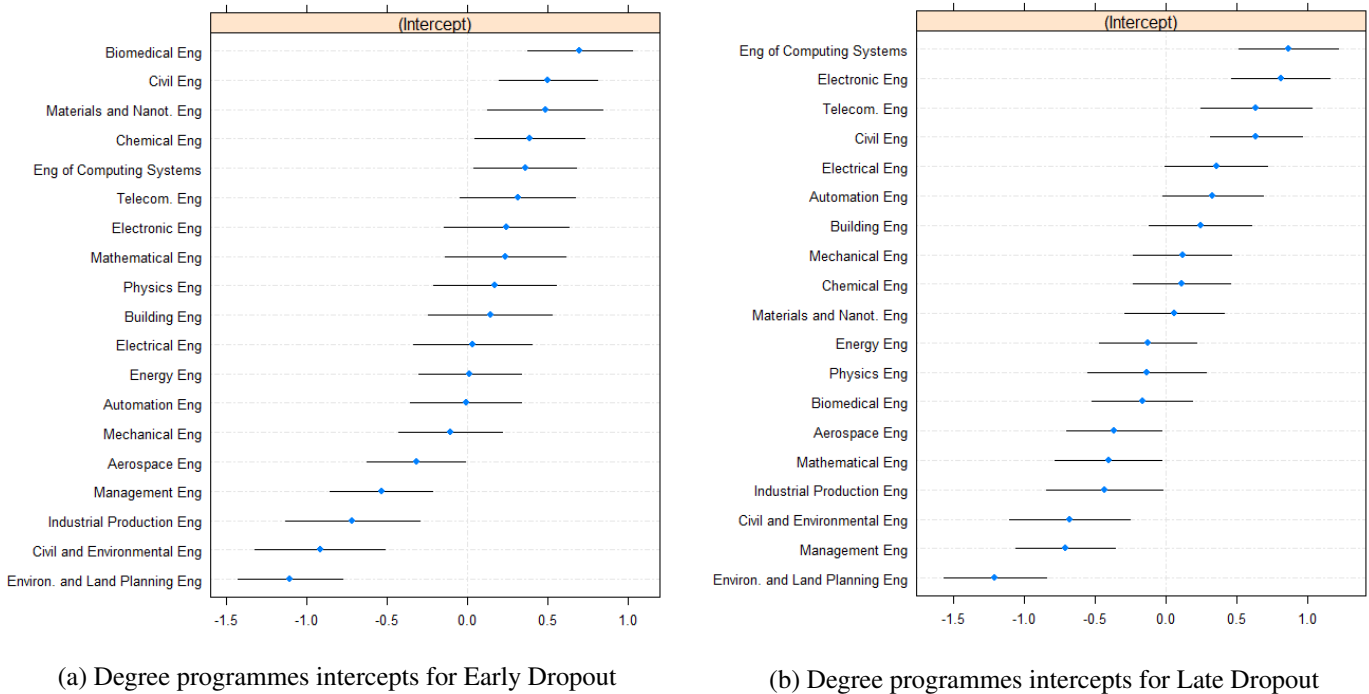 (Intercept)
Biomedical Eng
Civil Eng
Materials and Nanot. Eng
Chemical Eng
Eng of Computing Systems
Telecom. Eng
Electronic Eng
Mathematical Eng
Physics Eng
Building Eng
Electrical Eng
Energy Eng
Automation Eng
Mechanical Eng
Aerospace Eng
Management Eng
Industrial Production Eng
Civil and Environmental Eng
Environ. and Land Planning Eng
-1.5 -1.0 -0.5 0.0 0.5 1.0
(a) Degree programmes intercepts for Early Dropout
(Intercept)
Eng of Computing Systems
Electronic Eng
Telecom. Eng
Civil Eng
Electrical Eng
Automation Eng
Building Eng
Mechanical Eng
Chemical Eng
Materials and Nanot. Eng
Energy Eng
Physics Eng
Biomedical Eng
Aerospace Eng
Mathematical Eng
Industrial Production Eng
Civil and Environmental Eng
Management Eng
Environ. and Land Planning Eng
-1.5 -1.0 -0.5 0.0 0.5 1.0
(b) Degree programmes intercepts for Late Dropout